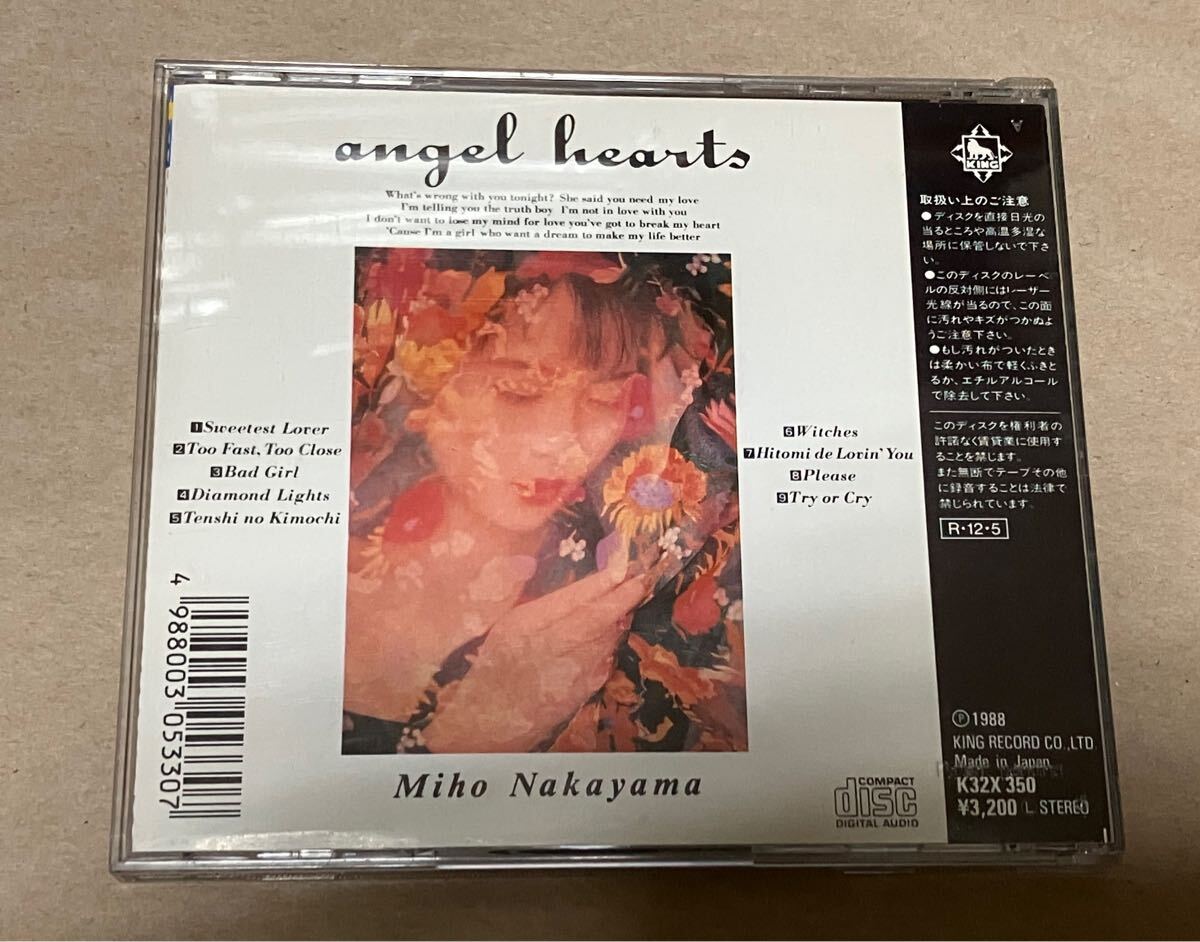 angel hearts
What's wrong with you tonight? She said you need my love
I'm telling you the truth boy I'm not in love with you
I don't want to lose my mind for love you've got to break my heart
'Cause I'm a girl who want a dream to make my life better
1 Sweetest Lover
2 Too Fast, Too Close
3 Bad Girl
4 Diamond Lights
5 Tenshi no Kimochi
6 Witches
7 Hitomi de Lovin' You
8 Please
9 Try or Cry
4 988003 053307
Miho Nakayama
COMPACT
disc
DIGITAL AUDIO
KING
取扱い上のご注意
●ディスクを直接日光の
当るところや高温多湿な
場所に保管しないで下さ
い。
●このディスクのレーベ
ルの反対側にはレーザー
光線が当るので、この面
に汚れやキズがつかぬよ
うご注意下さい。
●もし汚れがついたとき
は柔かい布で軽くふきと
るか、エチルアルコール
で除去して下さい。
このディスクを権利者の
許諾なく賃貸業に使用す
ることを禁じます。
また無断でテープその他
に録音することは法律で
禁じられています。
R・12・5
Ⓟ1988
KING RECORD CO.,LTD.
Made in Japan
K32X 350
¥3,200 L STEREO